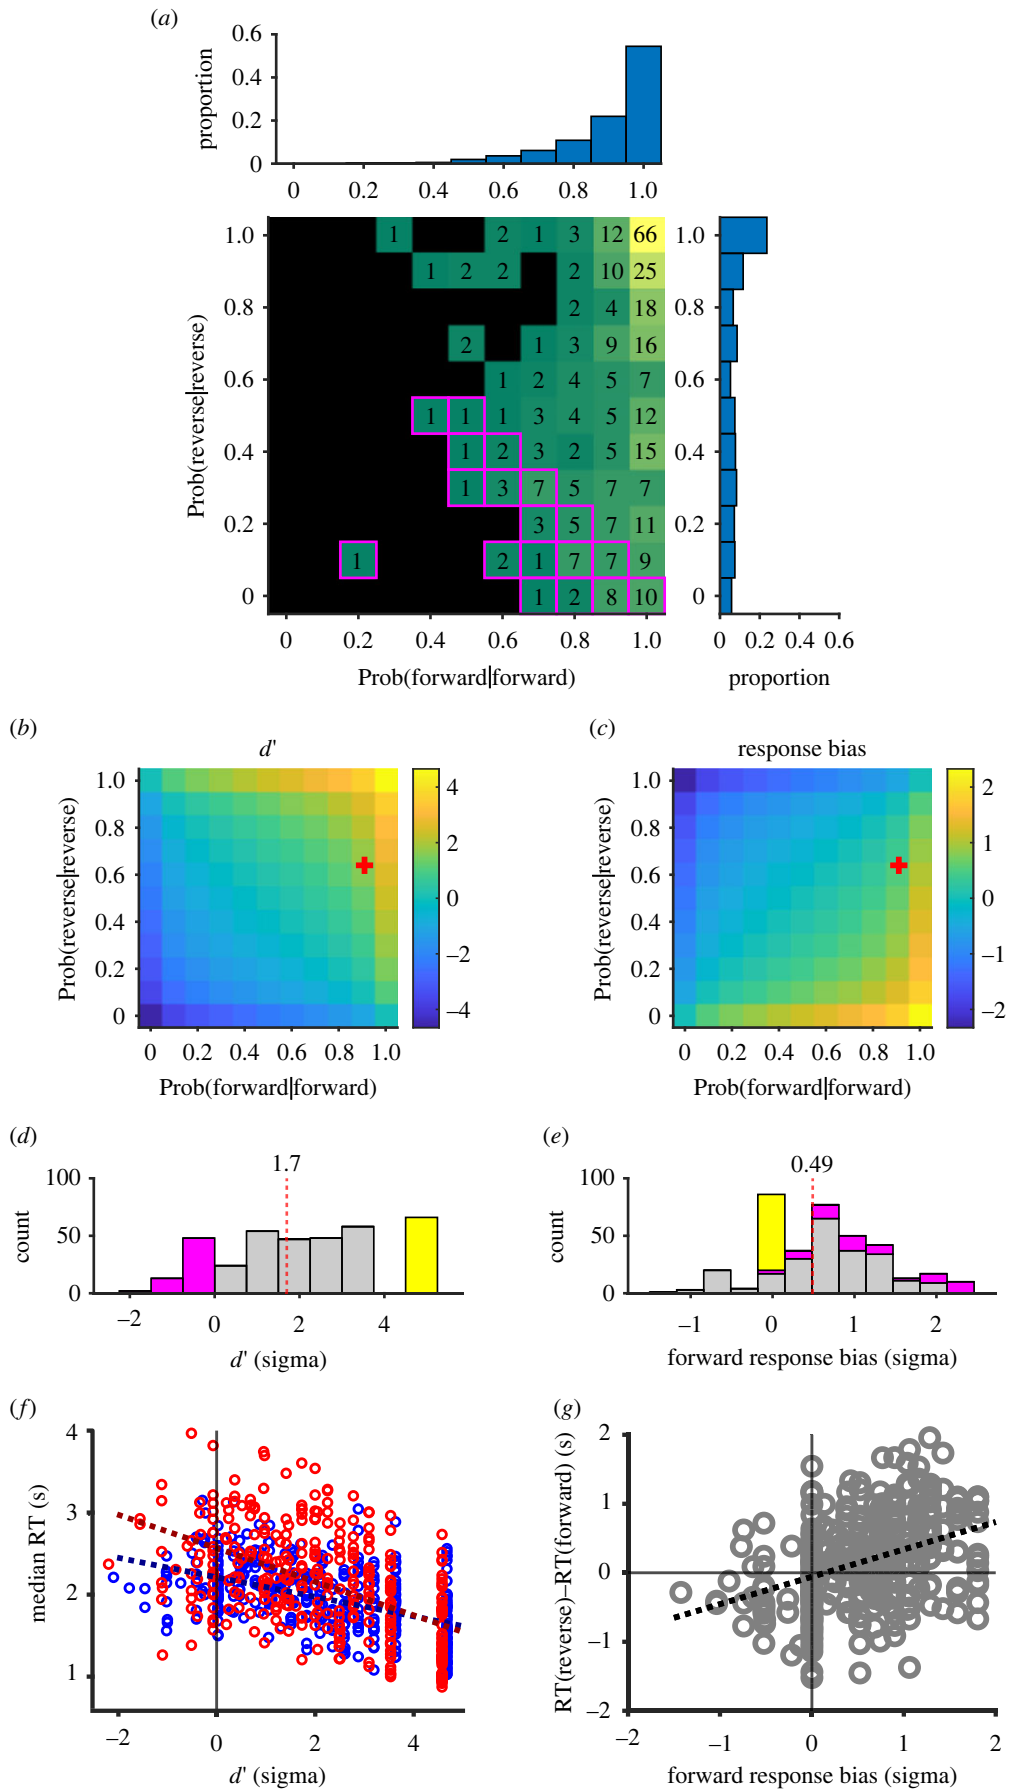 (a)
proportion
0.6
0.4
0.2
0
0 0.2 0.4 0.6 0.8 1.0
Prob(reverse|reverse)
1.0 1 2 1 3 12 66 1.0
1 2 2 2 10 25
0.8 2 4 18 0.8
2 1 3 9 16
0.6 1 2 4 5 7 0.6
1 1 1 3 4 5 12
0.4 1 2 3 2 5 15 0.4
1 3 7 5 7 7
0.2 3 5 7 11 0.2
1 2 1 7 7 9
0 1 2 8 10 0
0 0.2 0.4 0.6 0.8 1.0
0 0.2 0.4 0.6
Prob(forward|forward)
proportion
(b)
d'
Prob(reverse|reverse)
1.0
0.8
0.6
0.4
0.2
0
0 0.2 0.4 0.6 0.8 1.0
Prob(forward|forward)
4
2
0
−2
−4
(c)
response bias
Prob(reverse|reverse)
1.0
0.8
0.6
0.4
0.2
0
0 0.2 0.4 0.6 0.8 1.0
Prob(forward|forward)
2
1
0
−1
−2
(d)
1.7
count
100
50
0
−2 0 2 4
d' (sigma)
(e)
0.49
count
100
50
0
−1 0 1 2
forward response bias (sigma)
(f)
median RT (s)
4
3
2
1
−2 0 2 4
d' (sigma)
(g)
RT(reverse)–RT(forward) (s)
2
1
0
−1
−2
−2 −1 0 1 2
forward response bias (sigma)